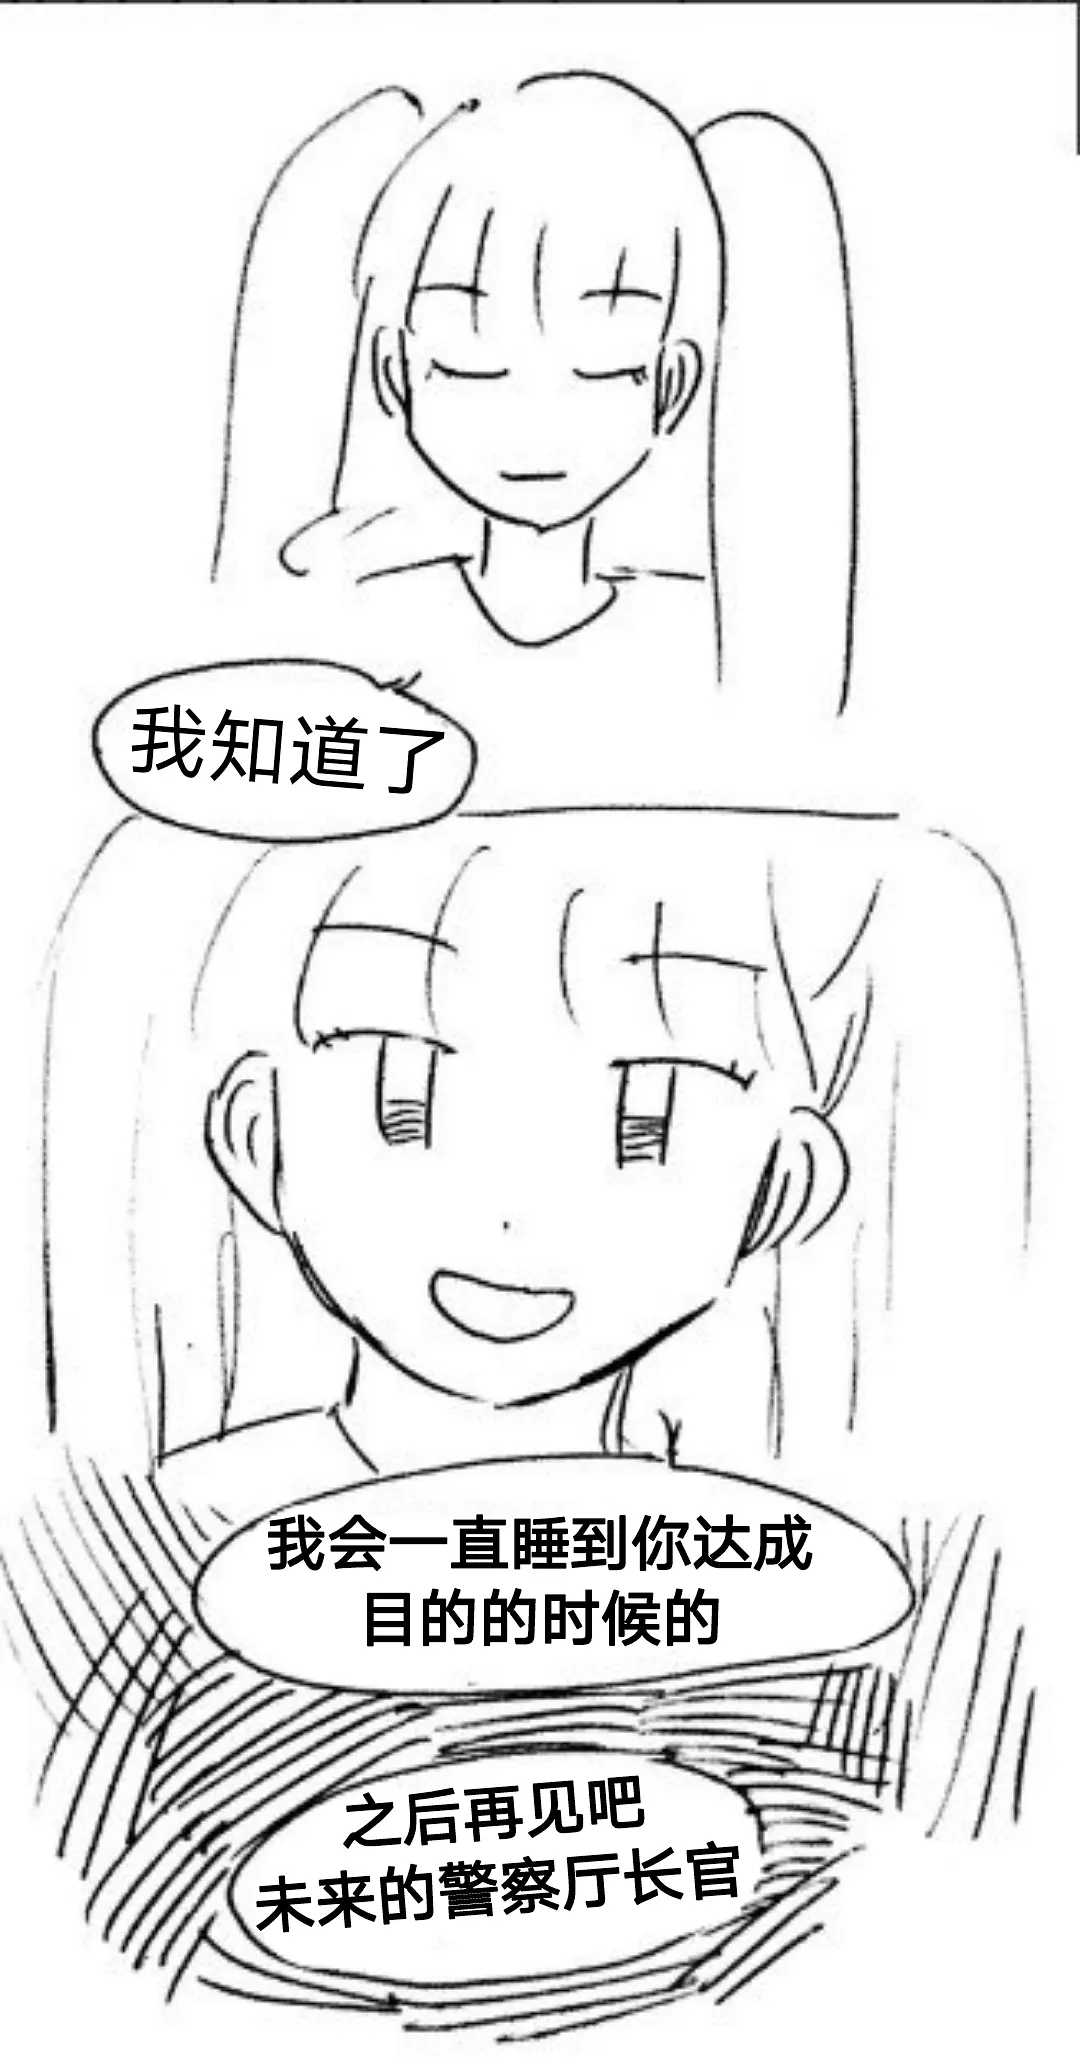 我知道了
我会一直睡到你达成
目的的时候的
之后再见吧
未来的警察厅长官